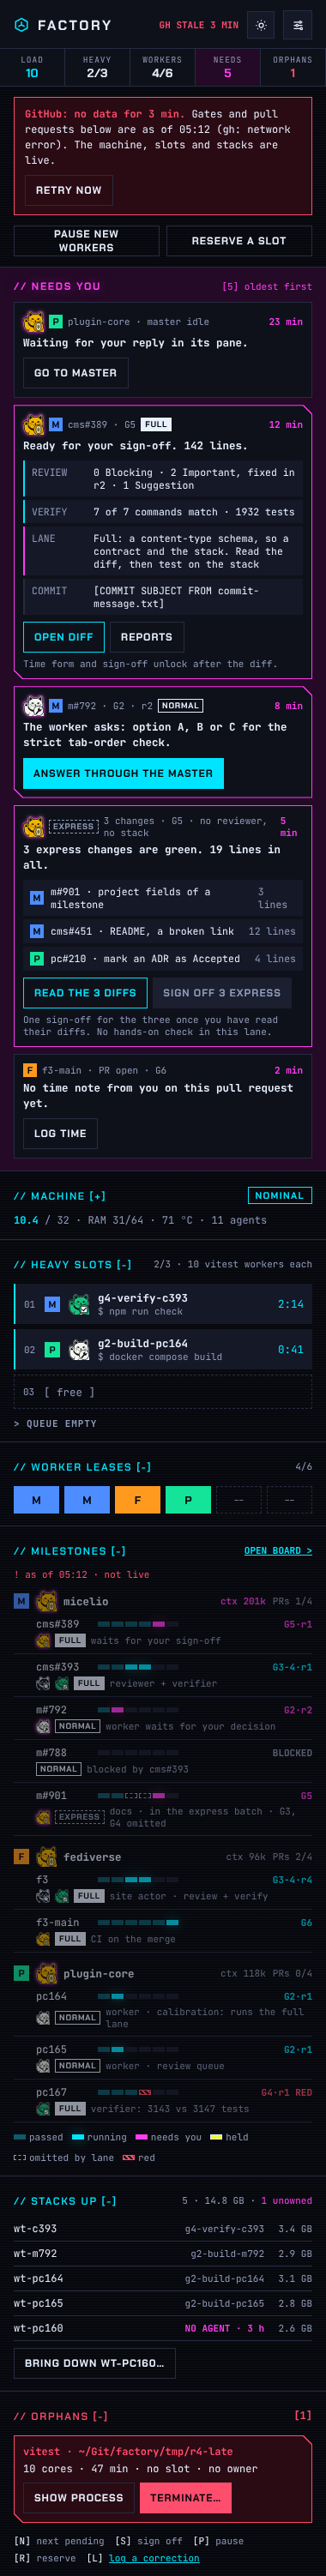 FACTORY
GH STALE 3 MIN
LOAD HEAVY WORKERS NEEDS ORPHANS
10 2/3 4/6 5 1
GitHub: no data for 3 min. Gates and pull
requests below are as of 05:12 (gh: network
error). The machine, slots and stacks are
live.
RETRY NOW
PAUSE NEW
WORKERS
RESERVE A SLOT
// NEEDS YOU [5] oldest first
P plugin-core · master idle 23 min
Waiting for your reply in its pane.
GO TO MASTER
M cms#389 · G5 FULL 12 min
Ready for your sign-off. 142 lines.
REVIEW 0 Blocking · 2 Important, fixed in
r2 · 1 Suggestion
VERIFY 7 of 7 commands match · 1932 tests
LANE Full: a content-type schema, so a
contract and the stack. Read the
diff, then test on the stack
COMMIT [COMMIT SUBJECT FROM commit-
message.txt]
OPEN DIFF REPORTS
Time form and sign-off unlock after the diff.
M m#792 · G2 · r2 NORMAL 8 min
The worker asks: option A, B or C for the
strict tab-order check.
ANSWER THROUGH THE MASTER
EXPRESS 3 changes · G5 · no reviewer,
no stack
5
min
3 express changes are green. 19 lines in
all.
M m#901 · project fields of a
milestone
3
lines
M cms#451 · README, a broken link 12 lines
P pc#210 · mark an ADR as Accepted 4 lines
READ THE 3 DIFFS SIGN OFF 3 EXPRESS
One sign-off for the three once you have read
their diffs. No hands-on check in this lane.
F f3-main · PR open · G6 2 min
No time note from you on this pull request
yet.
LOG TIME
// MACHINE [+] NOMINAL
10.4 / 32 · RAM 31/64 · 71 °C · 11 agents
// HEAVY SLOTS [-] 2/3 · 10 vitest workers each
01 M g4-verify-c393 2:14
$ npm run check
02 P g2-build-pc164 0:41
$ docker compose build
03 [ free ]
> QUEUE EMPTY
// WORKER LEASES [-] 4/6
M M F P -- --
// MILESTONES [-] OPEN BOARD >
! as of 05:12 · not live
M micelio ctx 201k PRs 1/4
cms#389 G5·r1
FULL waits for your sign-off
cms#393 G3-4·r1
FULL reviewer + verifier
m#792 G2·r2
NORMAL worker waits for your decision
m#788 BLOCKED
NORMAL blocked by cms#393
m#901 G5
EXPRESS docs · in the express batch · G3,
G4 omitted
F fediverse ctx 96k PRs 2/4
f3 G3-4·r4
FULL site actor · review + verify
f3-main G6
FULL CI on the merge
P plugin-core ctx 118k PRs 0/4
pc164 G2·r1
NORMAL worker · calibration: runs the full
lane
pc165 G2·r1
NORMAL worker · review queue
pc167 G4·r1 RED
FULL verifier: 3143 vs 3147 tests
passed running needs you held
omitted by lane red
// STACKS UP [-] 5 · 14.8 GB · 1 unowned
wt-c393 g4-verify-c393 3.4 GB
wt-m792 g2-build-m792 2.9 GB
wt-pc164 g2-build-pc164 3.1 GB
wt-pc165 g2-build-pc165 2.8 GB
wt-pc160 NO AGENT · 3 h 2.6 GB
BRING DOWN WT-PC160…
// ORPHANS [-] [1]
vitest · ~/Git/factory/tmp/r4-late
10 cores · 47 min · no slot · no owner
SHOW PROCESS TERMINATE…
[N] next pending [S] sign off [P] pause
[R] reserve [L] log a correction